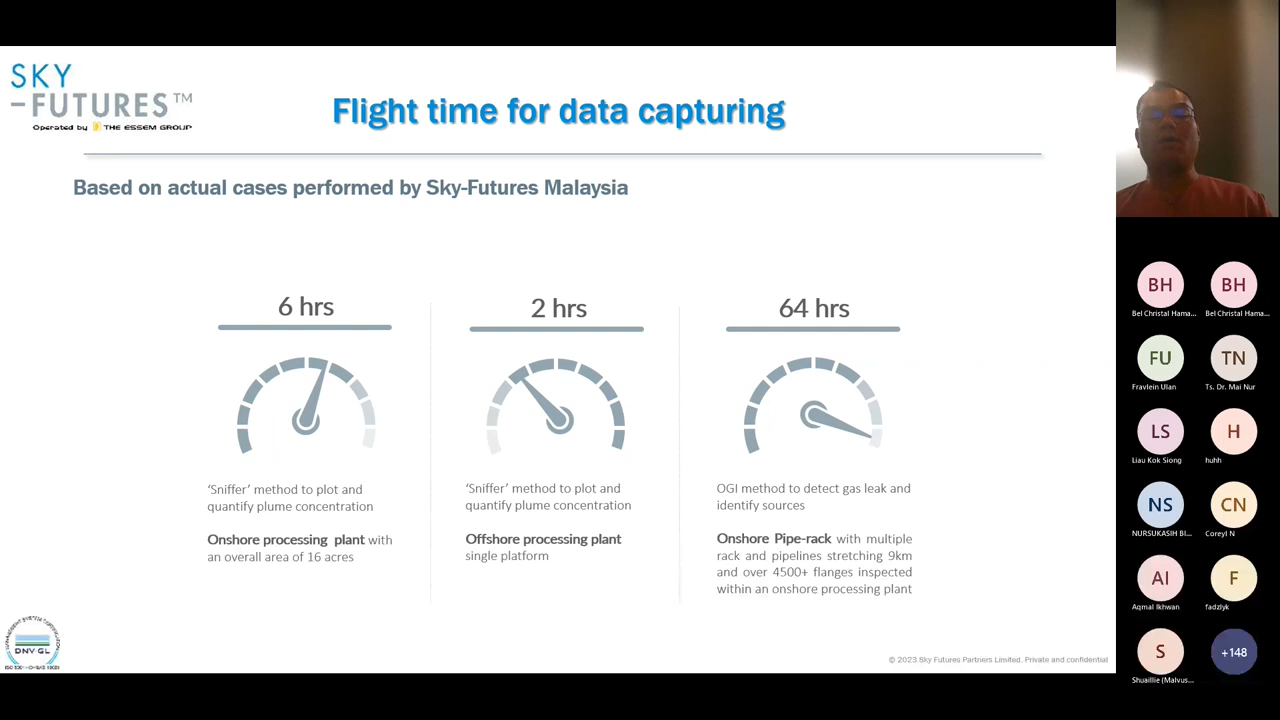 SKY
-FUTURES™
Operated by THE ESSEM GROUP
Flight time for data capturing
Based on actual cases performed by Sky-Futures Malaysia
6 hrs
'Sniffer' method to plot and
quantify plume concentration
Onshore processing plant with
an overall area of 16 acres
2 hrs
'Sniffer' method to plot and
quantify plume concentration
Offshore processing plant
single platform
64 hrs
OGI method to detect gas leak and
identify sources
Onshore Pipe-rack with multiple
rack and pipelines stretching 9km
and over 4500+ flanges inspected
within an onshore processing plant
DNV·GL
© 2023 Sky Futures Partners Limited. Private and confidential
BH
Bel Christal Hama...
BH
Bel Christal Hama...
FU
Fravlein Ulan
TN
Ts. Dr. Mai Nur
LS
Liau Kok Siong
H
huhh
NS
NURSUKASIH BI...
CN
Coreyl N
AI
Aqmal Ikhwan
F
fadzlyk
S
Shuaillie (Malvus...
+148